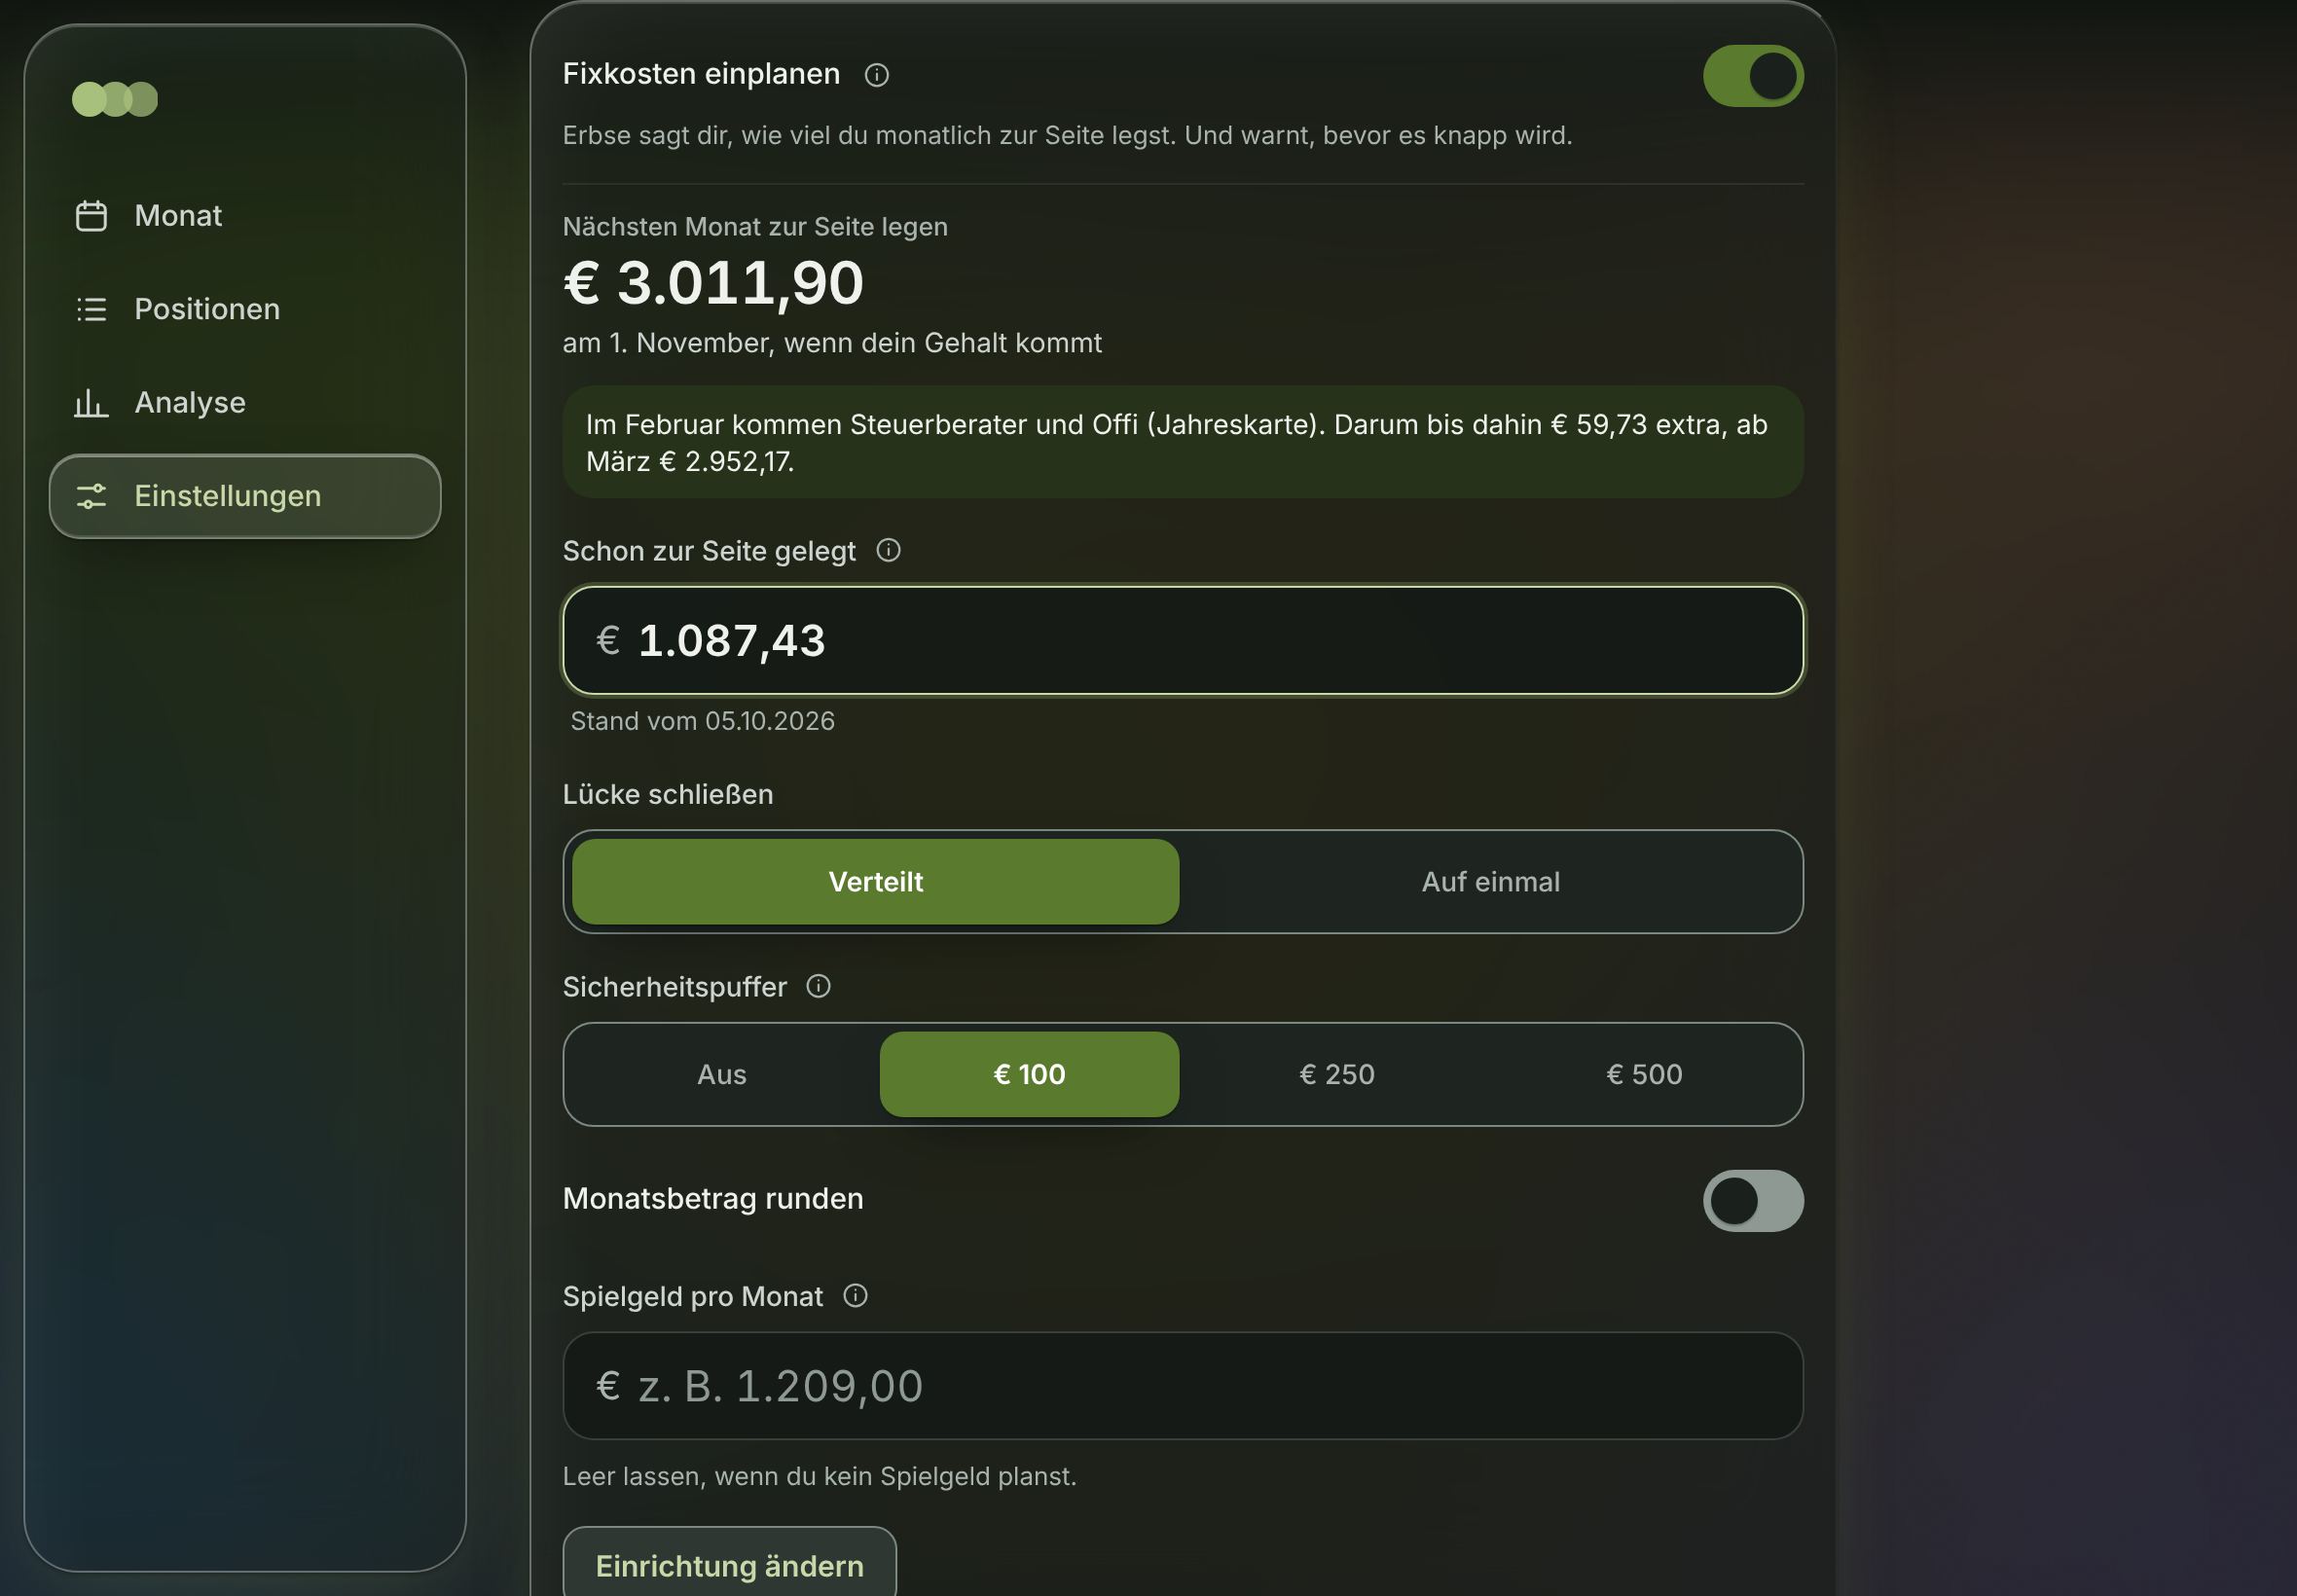 Monat
Positionen
Analyse
Einstellungen
Fixkosten einplanen
Erbse sagt dir, wie viel du monatlich zur Seite legst. Und warnt, bevor es knapp wird.
Nächsten Monat zur Seite legen
€ 3.011,90
am 1. November, wenn dein Gehalt kommt
Im Februar kommen Steuerberater und Offi (Jahreskarte). Darum bis dahin € 59,73 extra, ab
März € 2.952,17.
Schon zur Seite gelegt
€ 1.087,43
Stand vom 05.10.2026
Lücke schließen
Verteilt Auf einmal
Sicherheitspuffer
Aus € 100 € 250 € 500
Monatsbetrag runden
Spielgeld pro Monat
€ z. B. 1.209,00
Leer lassen, wenn du kein Spielgeld planst.
Einrichtung ändern